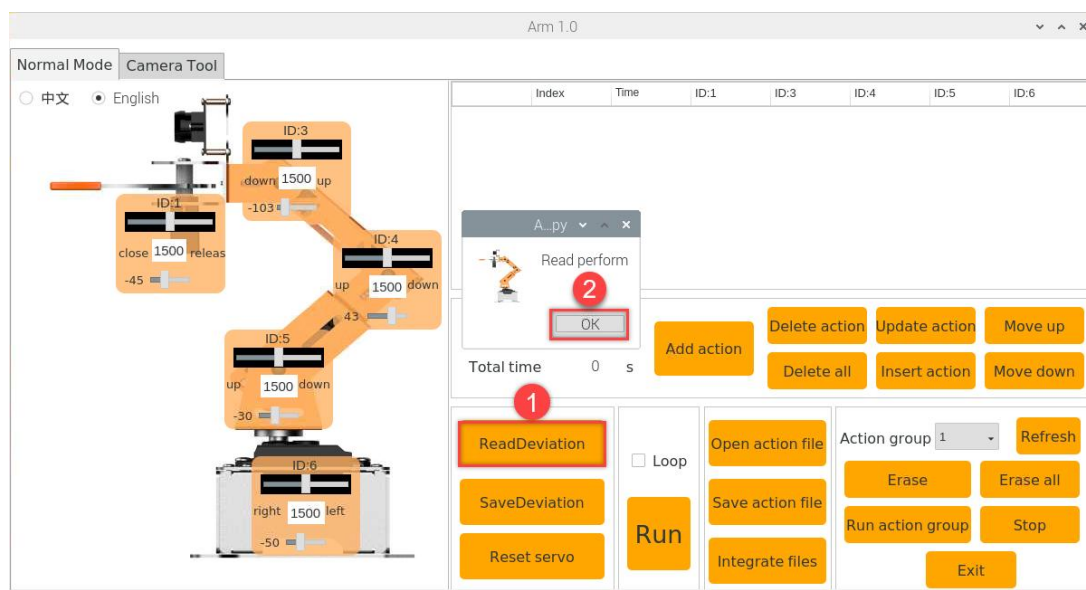 Arm 1.0
Normal Mode Camera Tool
中文 English
Index Time ID:1 ID:3 ID:4 ID:5 ID:6
ID:3
down 1500 up
-103
ID:1
close 1500 releas
-45
ID:4
up 1500 down
43
ID:5
up 1500 down
-30
ID:6
right 1500 left
-50
A...py
Read perform
2
OK
Total time 0 s
Add action
Delete action Update action Move up
Delete all Insert action Move down
1
ReadDeviation
SaveDeviation
Reset servo
Loop
Run
Open action file
Save action file
Integrate files
Action group 1 Refresh
Erase Erase all
Run action group Stop
Exit